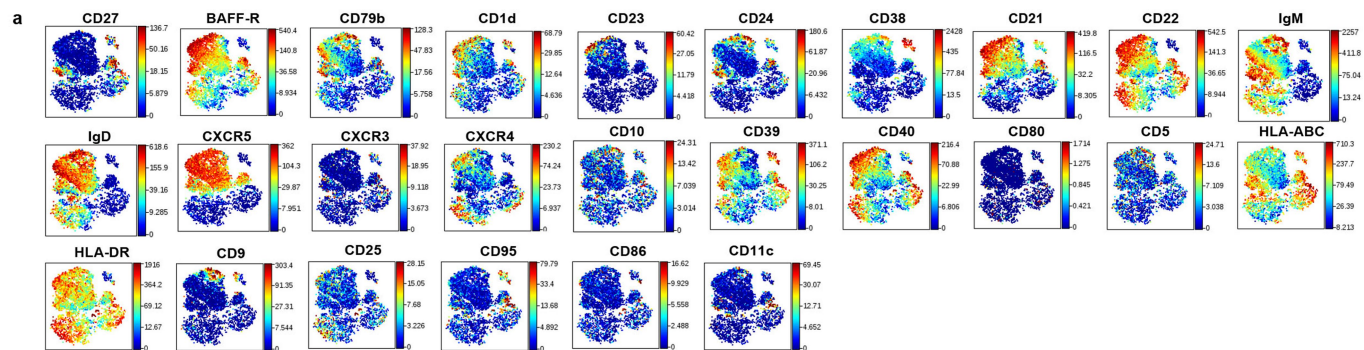 a
CD27 BAFF-R CD79b CD1d CD23 CD24 CD38 CD21 CD22 IgM
136.7 540.4 128.3 68.79 60.42 180.6 2428 419.8 542.5 2257
50.16 140.8 47.83 29.85 27.05 61.87 435 116.5 141.3 411.8
18.15 36.58 17.56 12.64 11.79 20.96 77.84 32.2 36.65 75.04
5.879 8.934 5.758 4.636 4.418 6.432 13.5 8.305 8.944 13.24
0 0 0 0 0 0 0 0 0 0
IgD CXCR5 CXCR3 CXCR4 CD10 CD39 CD40 CD80 CD5 HLA-ABC
618.6 362 37.92 230.2 24.31 371.1 216.4 1.714 24.71 710.3
155.9 104.3 18.95 74.24 13.42 106.2 70.88 1.275 13.6 237.7
39.16 29.87 9.118 23.73 7.039 30.25 22.99 0.845 7.109 79.49
9.285 7.951 3.673 6.937 3.014 8.01 6.806 0.421 3.038 26.39
0 0 0 0 0 0 0 0 0 8.213
HLA-DR CD9 CD25 CD95 CD86 CD11c
1916 303.4 28.15 79.79 16.62 69.45
364.2 91.35 15.05 33.4 9.929 30.07
69.12 27.31 7.68 13.68 5.558 12.71
12.67 7.544 3.226 4.892 2.488 4.652
0 0 0 0 0 0